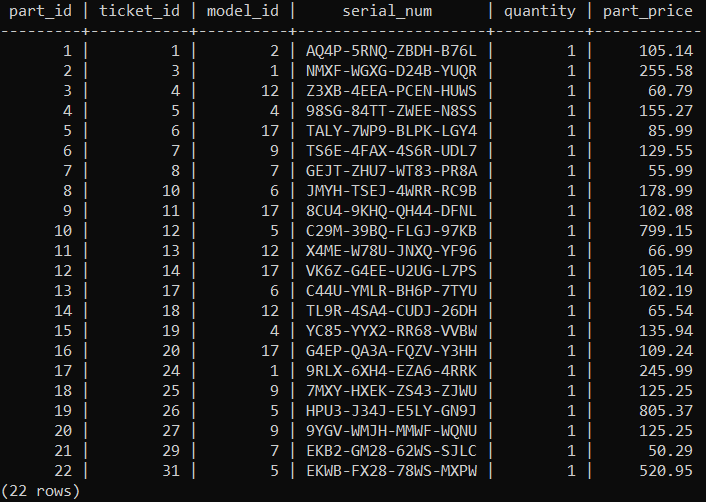 part_id | ticket_id | model_id |     serial_num      | quantity | part_price
---------+-----------+----------+---------------------+----------+------------
       1 |         1 |        2 | AQ4P-5RNQ-ZBDH-B76L |        1 |     105.14
       2 |         3 |        1 | NMXF-WGXG-D24B-YUQR |        1 |     255.58
       3 |         4 |       12 | Z3XB-4EEA-PCEN-HUWS |        1 |      60.79
       4 |         5 |        4 | 98SG-84TT-ZWEE-N8SS |        1 |     155.27
       5 |         6 |       17 | TALY-7WP9-BLPK-LGY4 |        1 |      85.99
       6 |         7 |        9 | TS6E-4FAX-4S6R-UDL7 |        1 |     129.55
       7 |         8 |        7 | GEJT-ZHU7-WT83-PR8A |        1 |      55.99
       8 |        10 |        6 | JMYH-TSEJ-4WRR-RC9B |        1 |     178.99
       9 |        11 |       17 | 8CU4-9KHQ-QH44-DFNL |        1 |     102.08
      10 |        12 |        5 | C29M-39BQ-FLGJ-97KB |        1 |     799.15
      11 |        13 |       12 | X4ME-W78U-JNXQ-YF96 |        1 |      66.99
      12 |        14 |       17 | VK6Z-G4EE-U2UG-L7PS |        1 |     105.14
      13 |        17 |        6 | C44U-YMLR-BH6P-7TYU |        1 |     102.19
      14 |        18 |       12 | TL9R-4SA4-CUDJ-26DH |        1 |      65.54
      15 |        19 |        4 | YC85-YYX2-RR68-VVBW |        1 |     135.94
      16 |        20 |       17 | G4EP-QA3A-FQZV-Y3HH |        1 |     109.24
      17 |        24 |        1 | 9RLX-6XH4-EZA6-4RRK |        1 |     245.99
      18 |        25 |        9 | 7MXY-HXEK-ZS43-ZJWU |        1 |     125.25
      19 |        26 |        5 | HPU3-J34J-E5LY-GN9J |        1 |     805.37
      20 |        27 |        9 | 9YGV-WMJH-MMWF-WQNU |        1 |     125.25
      21 |        29 |        7 | EKB2-GM28-62WS-SJLC |        1 |      50.29
      22 |        31 |        5 | EKWB-FX28-78WS-MXPW |        1 |     520.95
(22 rows)